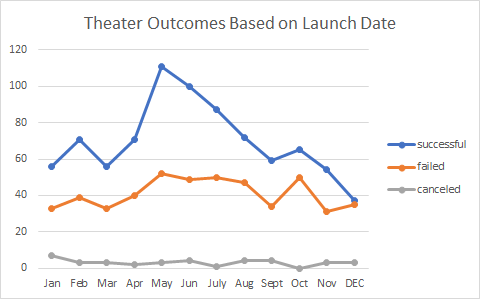 Theater Outcomes Based on Launch Date
120
100
80
60
40
20
0
Jan Feb Mar Apr May Jun Jul Aug Sept Oct Nov DEC
successful
failed
canceled